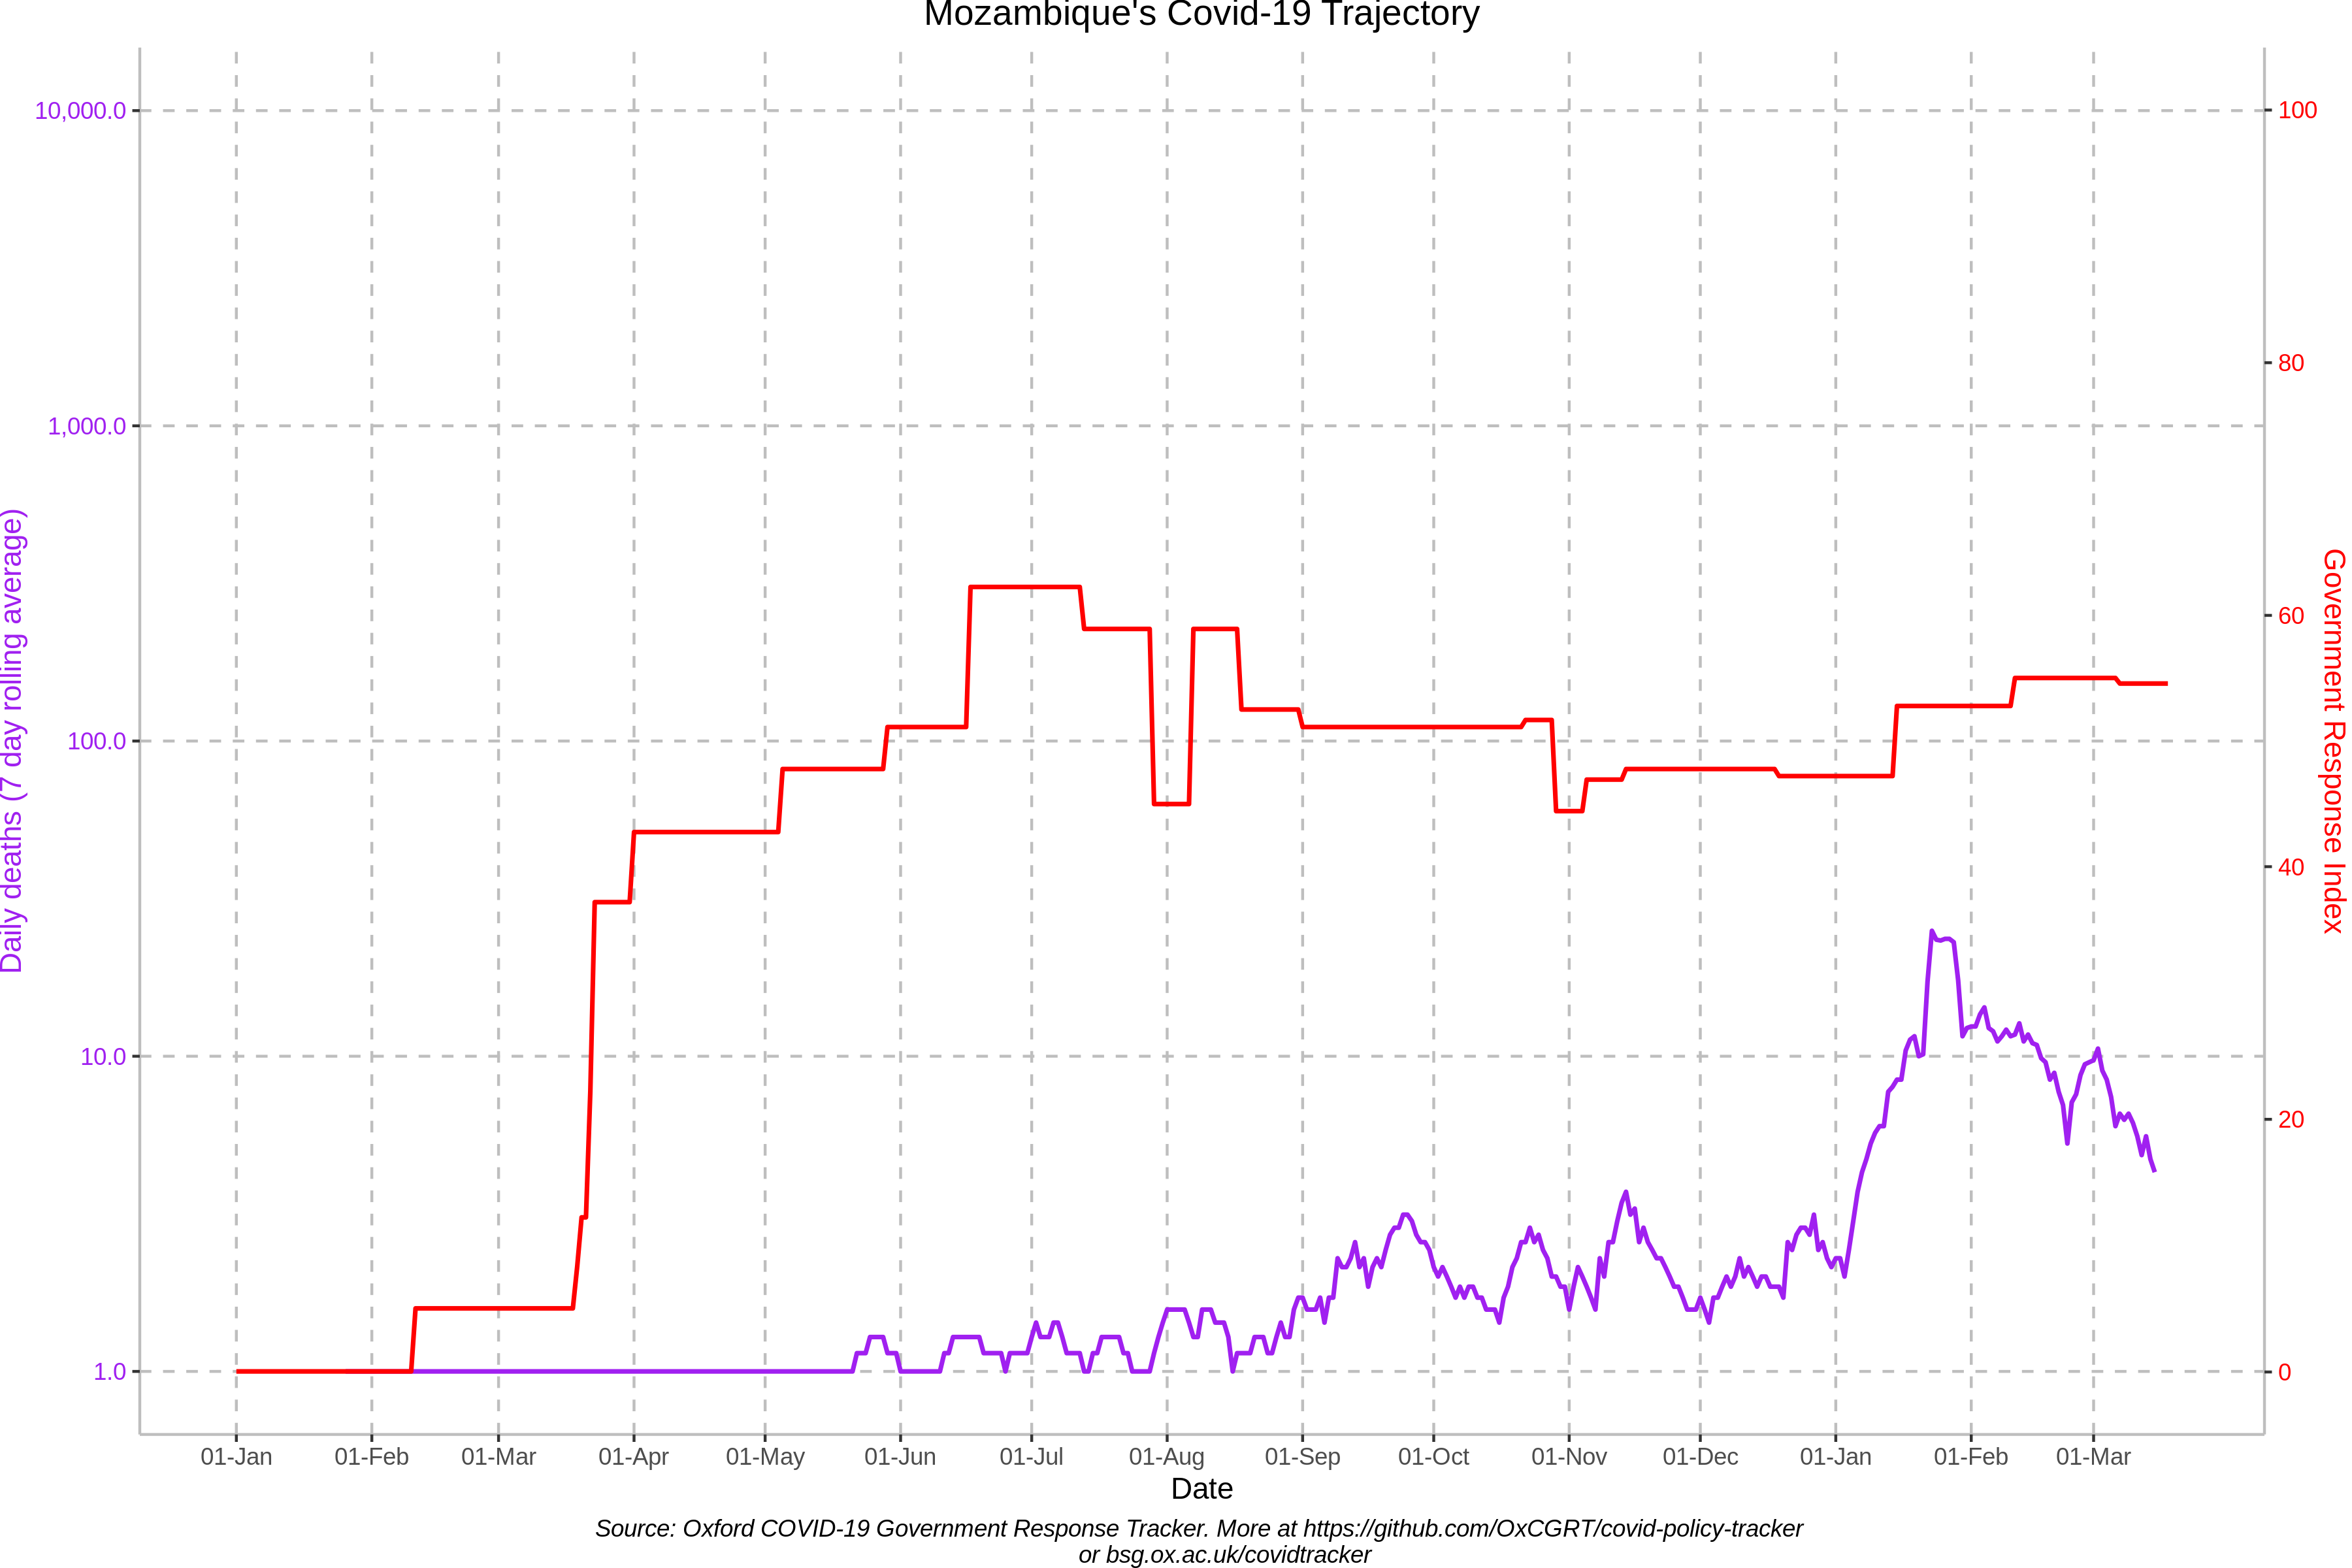 Mozambique's Covid-19 Trajectory
10,000.0
1,000.0
100.0
10.0
1.0
Daily deaths (7 day rolling average)
100
80
60
40
20
0
Government Response Index
01-Jan 01-Feb 01-Mar 01-Apr 01-May 01-Jun 01-Jul 01-Aug 01-Sep 01-Oct 01-Nov 01-Dec 01-Jan 01-Feb 01-Mar
Date
Source: Oxford COVID-19 Government Response Tracker. More at https://github.com/OxCGRT/covid-policy-tracker
or bsg.ox.ac.uk/covidtracker